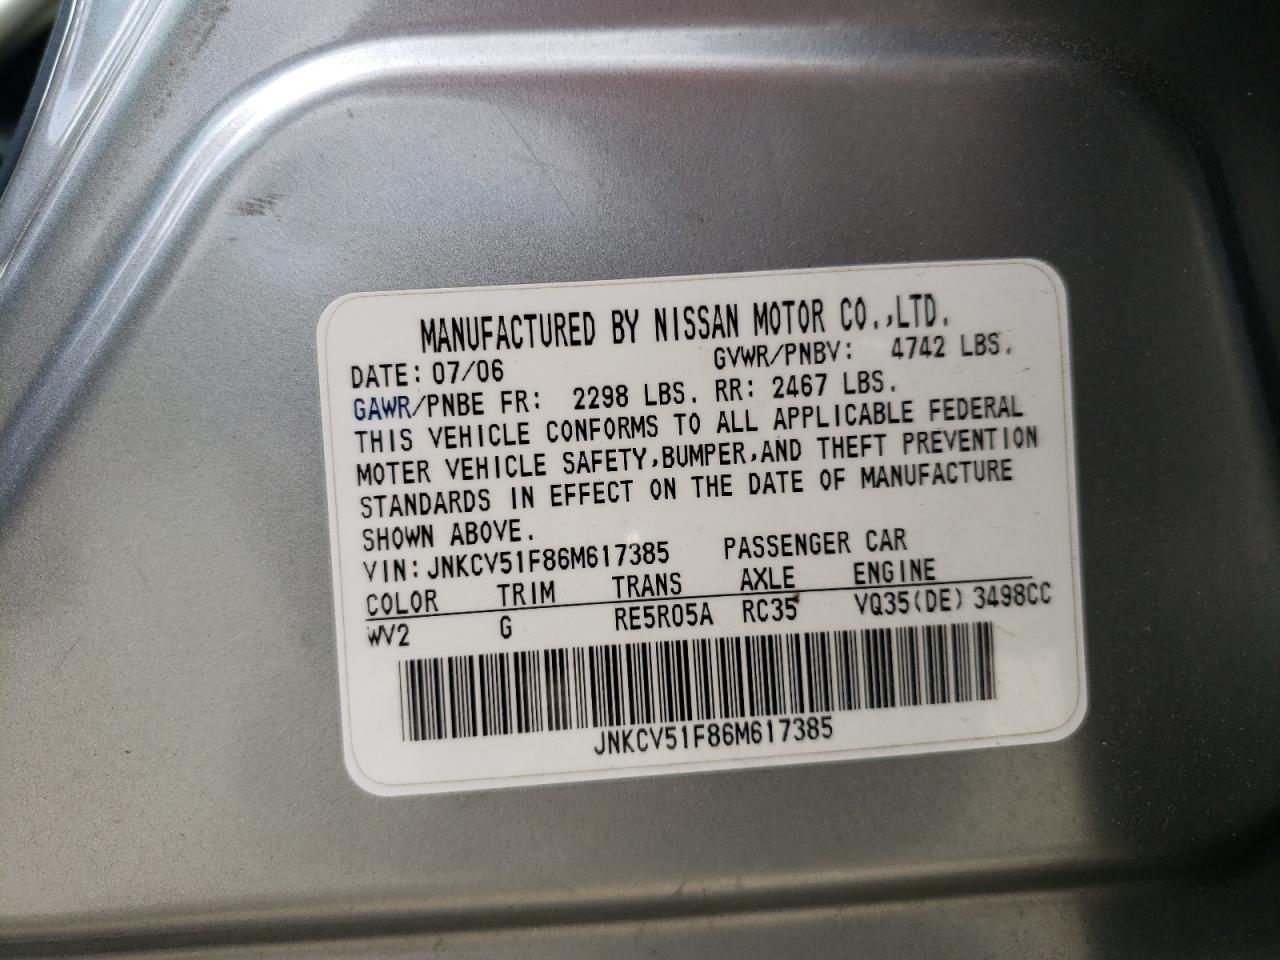 MANUFACTURED BY NISSAN MOTOR CO.,LTD.
DATE: 07/06 GVWR/PNBV: 4742 LBS.
GAWR/PNBE FR: 2298 LBS. RR: 2467 LBS.
THIS VEHICLE CONFORMS TO ALL APPLICABLE FEDERAL
MOTER VEHICLE SAFETY,BUMPER,AND THEFT PREVENTION
STANDARDS IN EFFECT ON THE DATE OF MANUFACTURE
SHOWN ABOVE.
VIN: JNKCV51F86M617385 PASSENGER CAR
COLOR TRIM TRANS AXLE ENGINE
WV2 G RE5R05A RC35 VQ35(DE) 3498CC
JNKCV51F86M617385